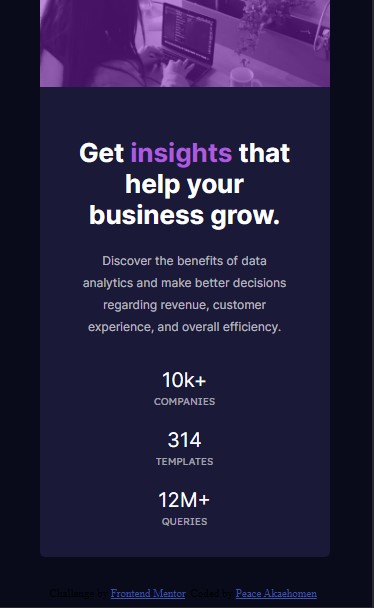 Get insights that
help your
business grow.
Discover the benefits of data
analytics and make better decisions
regarding revenue, customer
experience, and overall efficiency.
10k+
COMPANIES
314
TEMPLATES
12M+
QUERIES
Challenge by Frontend Mentor. Coded by Peace Akaehomen